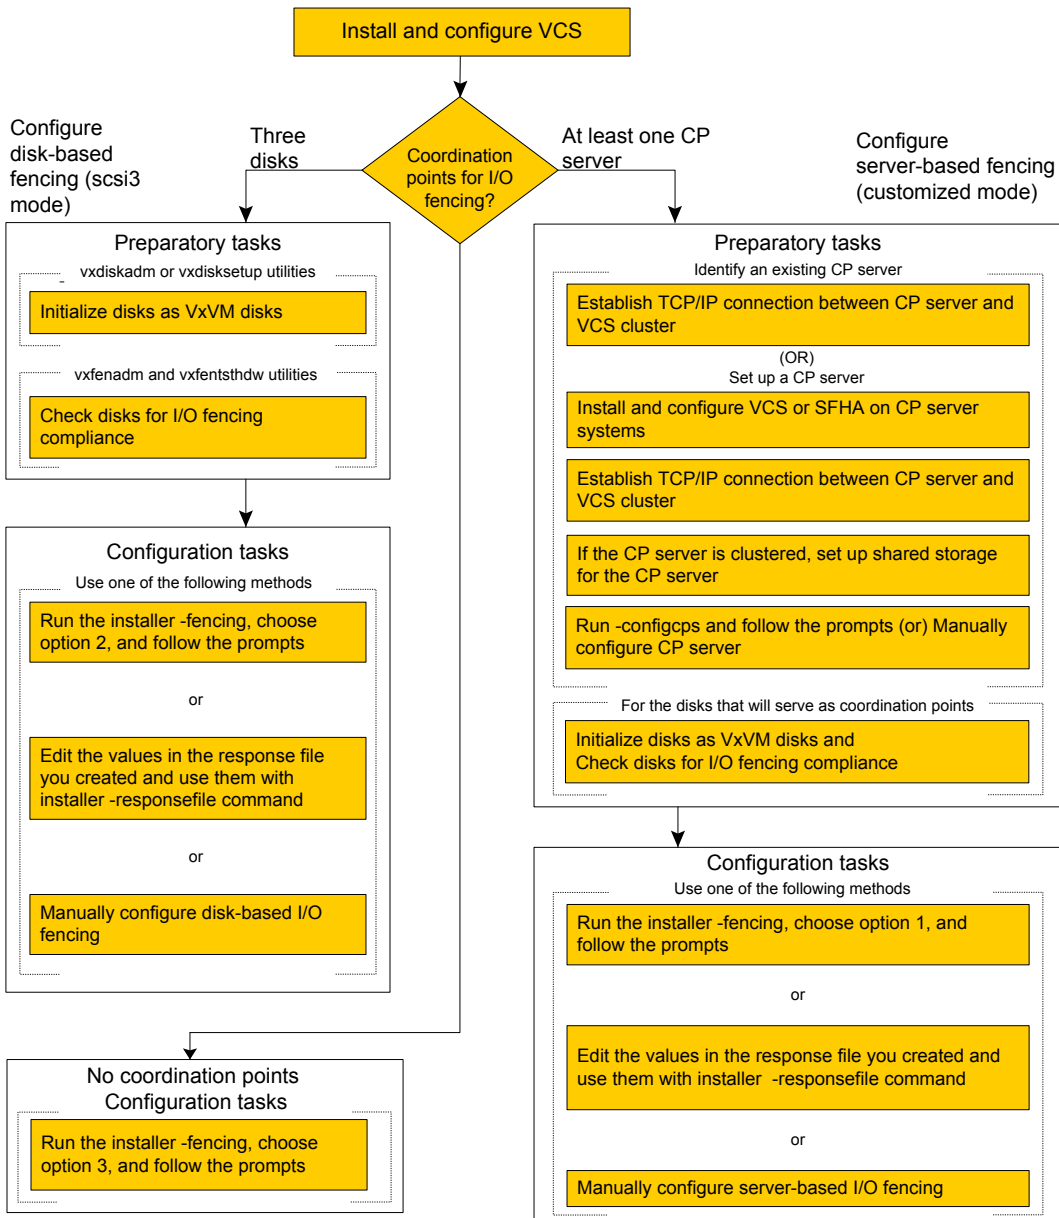 Install and configure VCS
Configure
disk-based
fencing (scsi3
mode)
Three
disks
Coordination
points for I/O
fencing?
At least one CP
server
Configure
server-based fencing
(customized mode)
Preparatory tasks
vxdiskadm or vxdisksetup utilities
Initialize disks as VxVM disks
vxfenadm and vxfentsthdw utilities
Check disks for I/O fencing
compliance
Configuration tasks
Use one of the following methods
Run the installer -fencing, choose
option 2, and follow the prompts
or
Edit the values in the response file
you created and use them with
installer -responsefile command
or
Manually configure disk-based I/O
fencing
No coordination points
Configuration tasks
Run the installer -fencing, choose
option 3, and follow the prompts
Preparatory tasks
Identify an existing CP server
Establish TCP/IP connection between CP server and
VCS cluster
(OR)
Set up a CP server
Install and configure VCS or SFHA on CP server
systems
Establish TCP/IP connection between CP server and
VCS cluster
If the CP server is clustered, set up shared storage
for the CP server
Run -configcps and follow the prompts (or) Manually
configure CP server
For the disks that will serve as coordination points
Initialize disks as VxVM disks and
Check disks for I/O fencing compliance
Configuration tasks
Use one of the following methods
Run the installer -fencing, choose option 1, and
follow the prompts
or
Edit the values in the response file you created and
use them with installer -responsefile command
or
Manually configure server-based I/O fencing